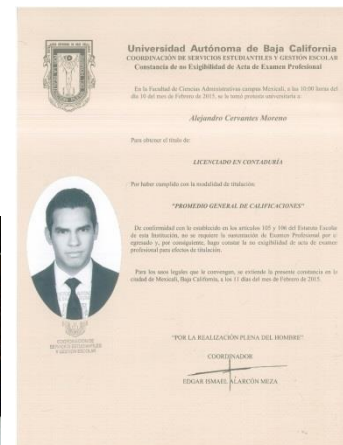 Universidad Autónoma de Baja California
COORDINACIÓN DE SERVICIOS ESTUDIANTILES Y GESTIÓN ESCOLAR
Constancia de no Exigibilidad de Acta de Examen Profesional
En la Facultad de Ciencias Administrativas campus Mexicali, a las 10:00 horas del
día 10 del mes de Febrero de 2015, se le tomó protesta universitaria a:
Alejandro Cervantes Moreno
Para obtener el título de:
LICENCIADO EN CONTADURÍA
Por haber cumplido con la modalidad de titulación:
"PROMEDIO GENERAL DE CALIFICACIONES"
De conformidad con lo establecido en los artículos 105 y 106 del Estatuto Escolar
de esta Institución, no se requiere la sustentación de Examen Profesional por el
egresado y, por consiguiente, hago constar la no exigibilidad de acta de examen
profesional para efectos de titulación.
Para los usos legales que le convengan, se extiende la presente constancia en la
ciudad de Mexicali, Baja California, a los 11 días del mes de Febrero de 2015.
COORDINACIÓN DE
SERVICIOS ESTUDIANTILES
Y GESTIÓN ESCOLAR
"POR LA REALIZACIÓN PLENA DEL HOMBRE"
COORDINADOR
EDGAR ISMAEL ALARCÓN MEZA